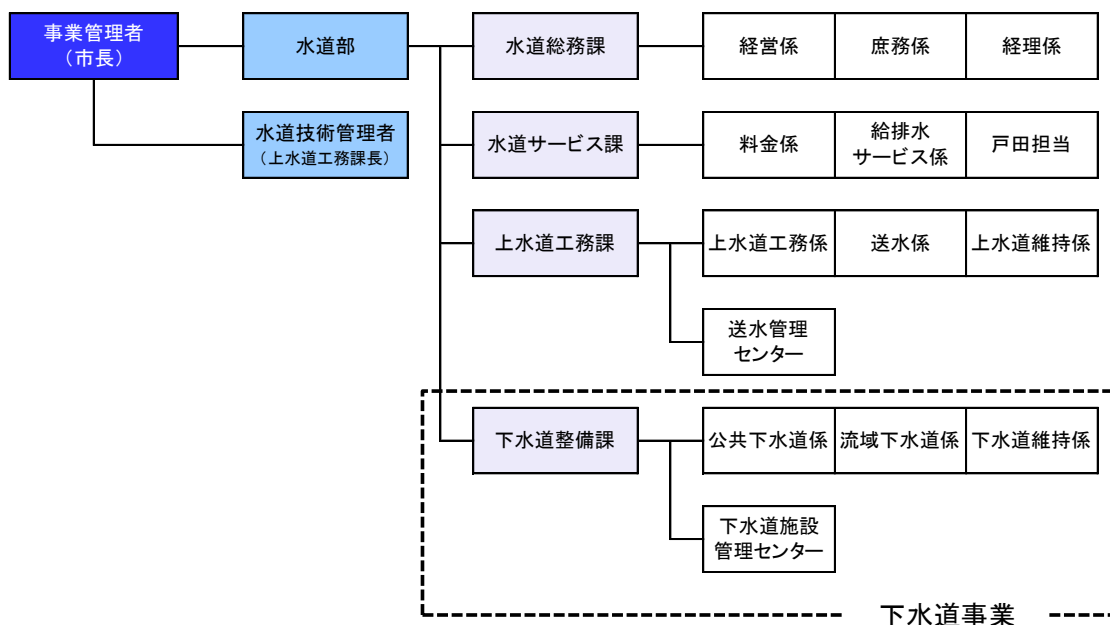 事業管理者
(市長)
水道部
水道総務課
経営係
庶務係
経理係
水道技術管理者
(上水道工務課長)
水道サービス課
料金係
給排水
サービス係
戸田担当
上水道工務課
上水道工務係
送水係
上水道維持係
送水管理
センター
下水道整備課
公共下水道係
流域下水道係
下水道維持係
下水道施設
管理センター
下水道事業